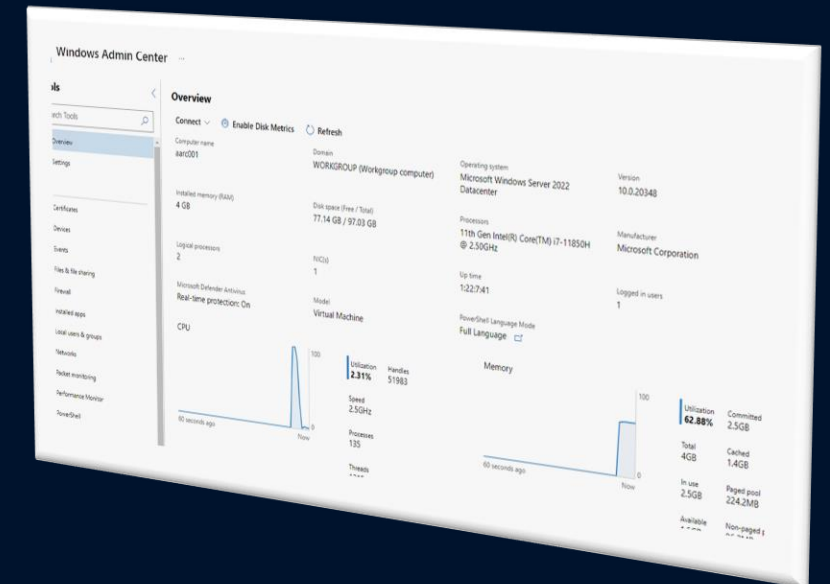 Windows Admin Center ...
Search Tools
Overview
Settings
Certificates
Devices
Events
Files & file sharing
Firewall
Installed apps
Local users & groups
Networks
Packet monitoring
Performance Monitor
PowerShell
Overview
Connect Enable Disk Metrics Refresh
Computer name
aarc001
Domain
WORKGROUP (Workgroup computer)
Operating system
Microsoft Windows Server 2022
Datacenter
Version
10.0.20348
Installed memory (RAM)
4 GB
Disk space (Free / Total)
77.14 GB / 97.03 GB
Processors
11th Gen Intel(R) Core(TM) i7-11850H
@ 2.50GHz
Manufacturer
Microsoft Corporation
Logical processors
2
NIC(s)
1
Up time
1:22:7:41
Logged in users
1
Microsoft Defender Antivirus
Real-time protection: On
Model
Virtual Machine
PowerShell Language Mode
Full Language
CPU
100
0
60 seconds ago
Now
Utilization
2.31%
Handles
51983
Speed
2.5GHz
Processes
135
Threads
Memory
100
0
60 seconds ago
Now
Utilization
62.88%
Committed
2.5GB
Total
4GB
Cached
1.4GB
In use
2.5GB
Paged pool
224.2MB
Available
Non-paged